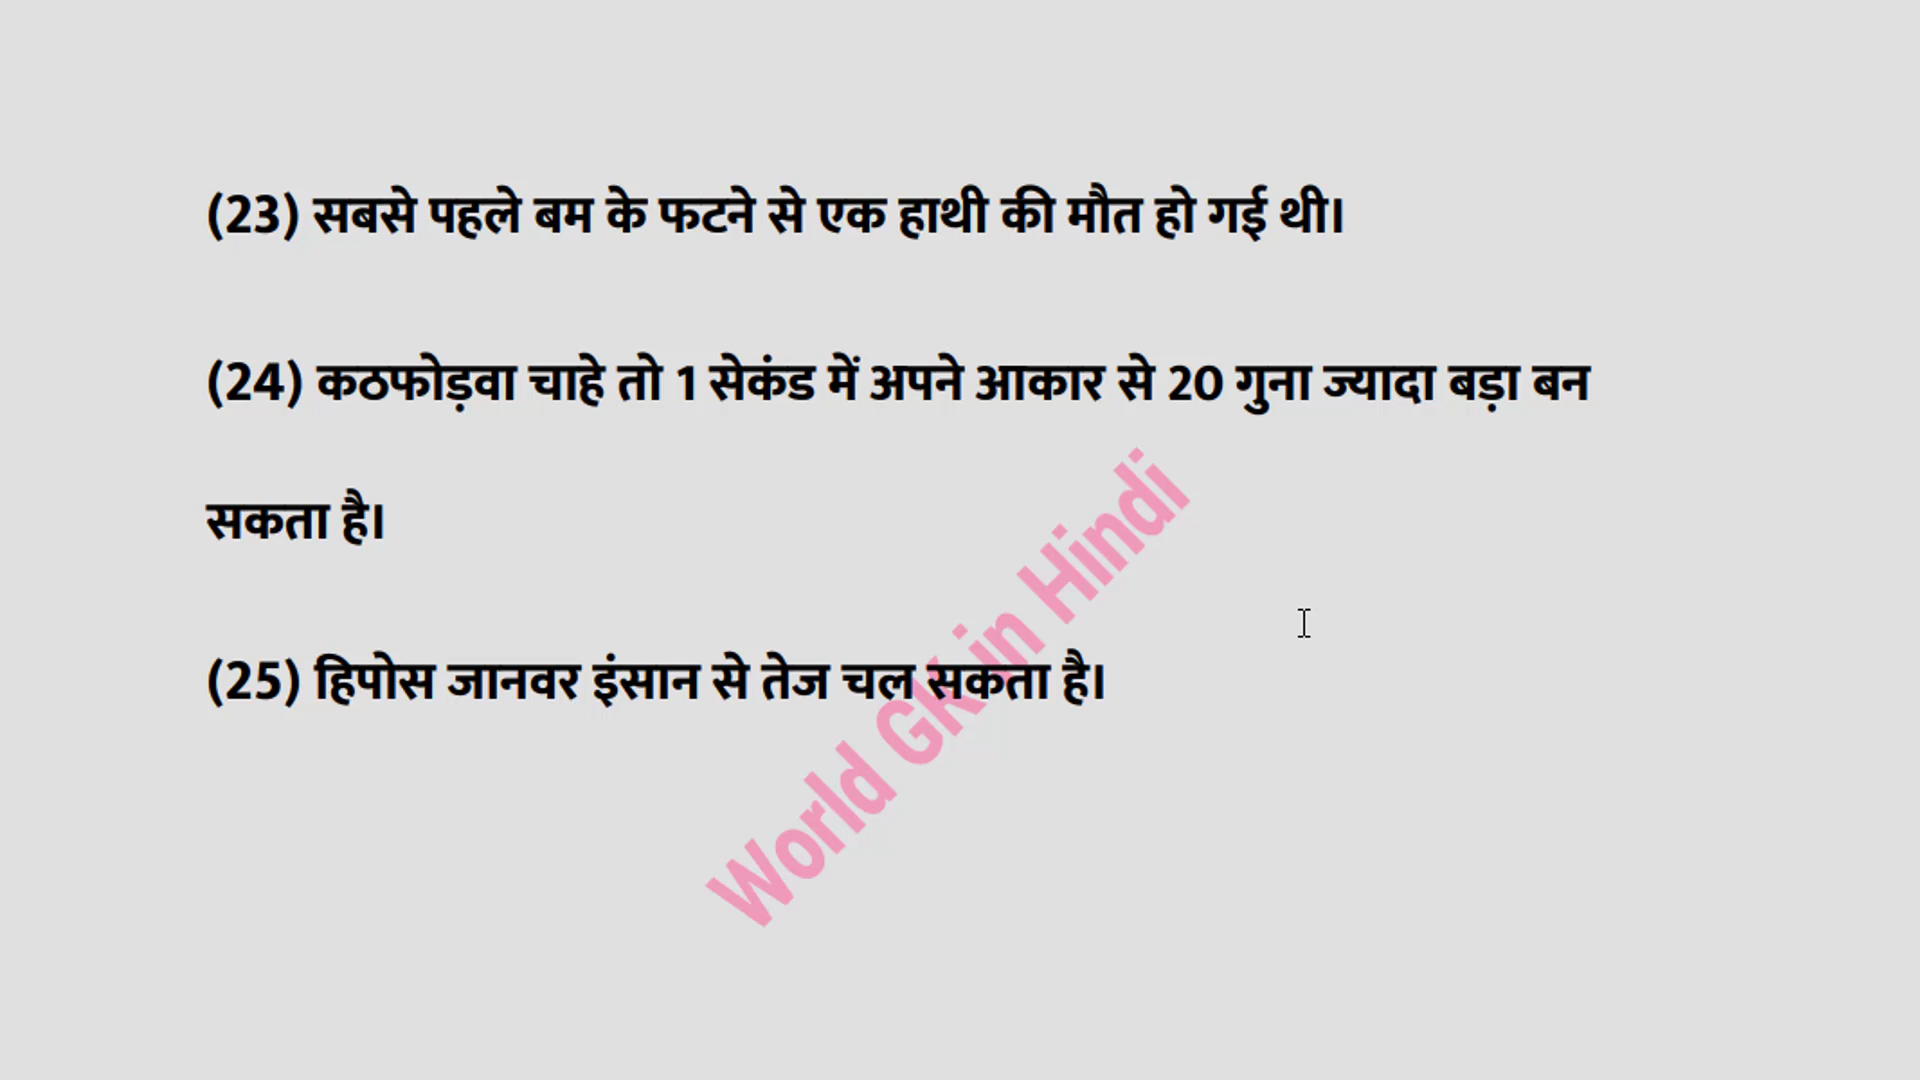 (23) सबसे पहले बम के फटने से एक हाथी की मौत हो गई थी।
(24) कठफोड़वा चाहे तो 1 सेकंड में अपने आकार से 20 गुना ज्यादा बड़ा बन
सकता है।
(25) हिपोस जानवर इंसान से तेज चल सकता है।
World GK in Hindi